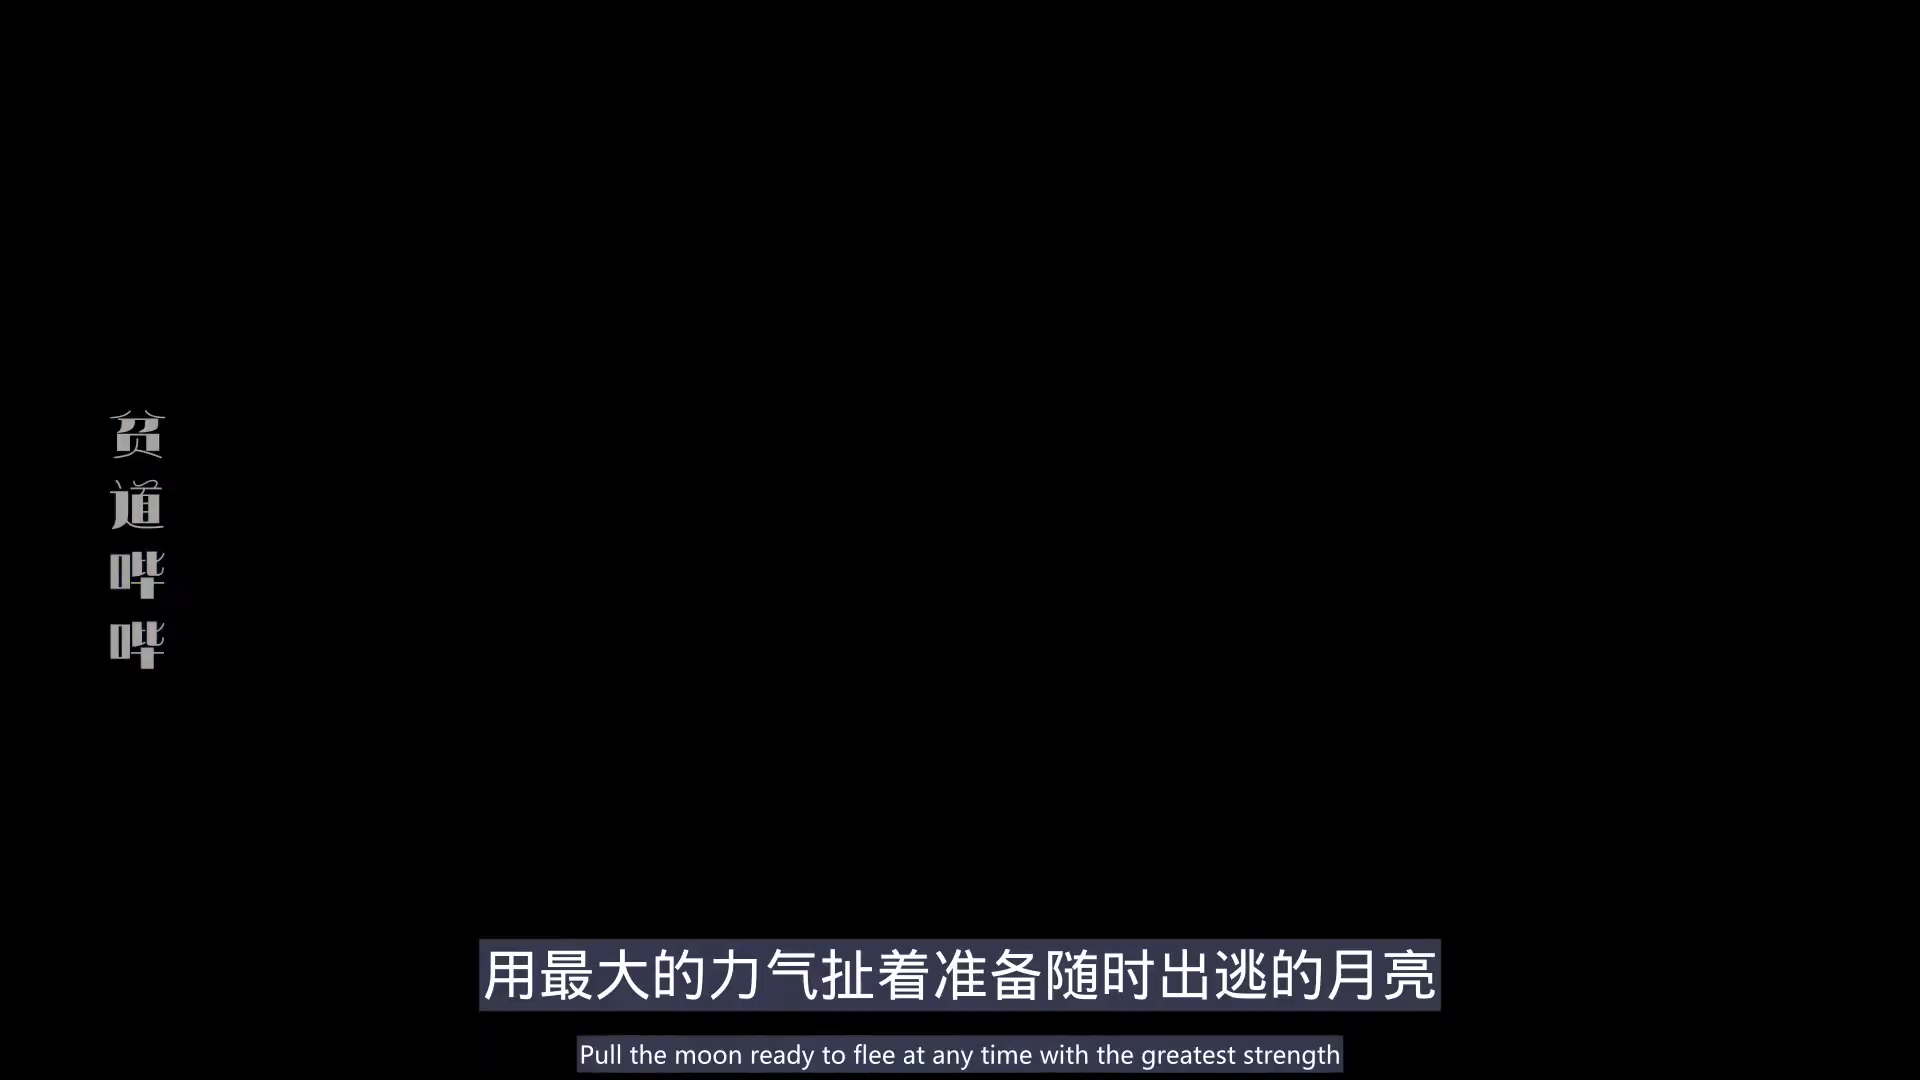 贫道哔哔
用最大的力气扯着准备随时出逃的月亮
Pull the moon ready to flee at any time with the greatest strength